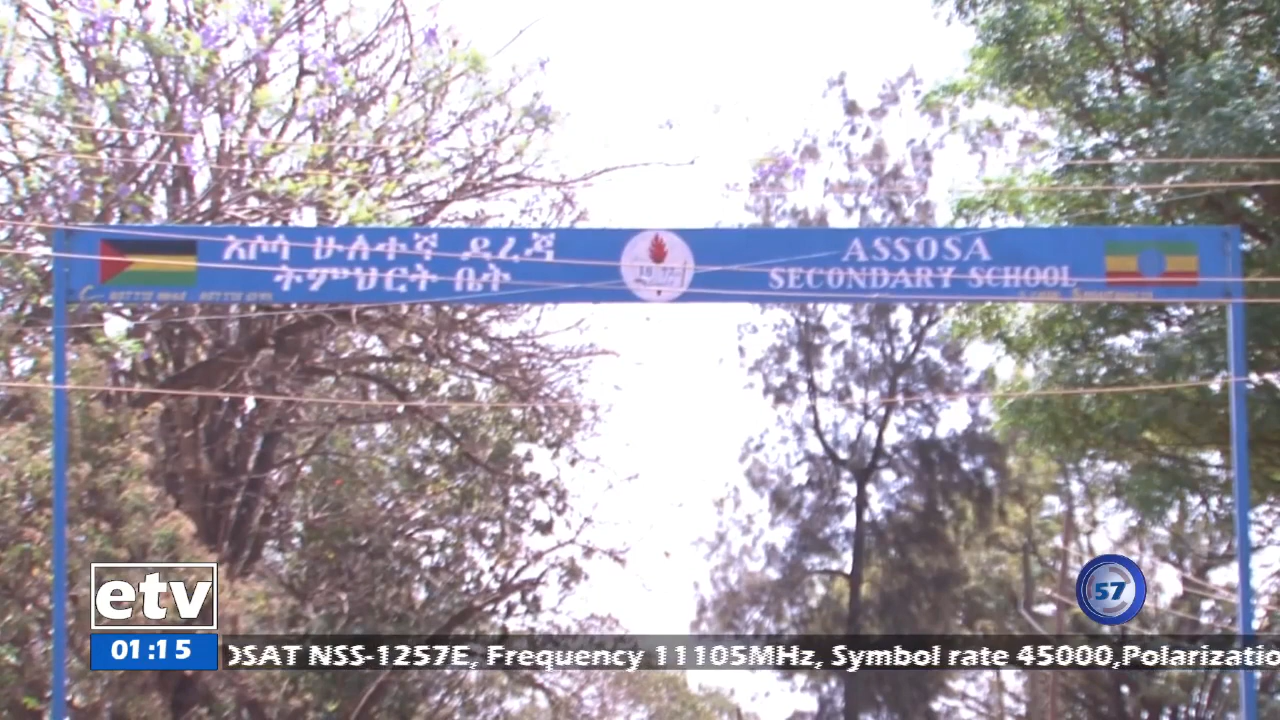 አሶሳ ሁለተኛ ደረጃ
ትምህርት ቤት
ASSOSA
SECONDARY SCHOOL
etv
57
01:15
OSAT NSS-1257E, Frequency 11105MHz, Symbol rate 45000,Polarizatio